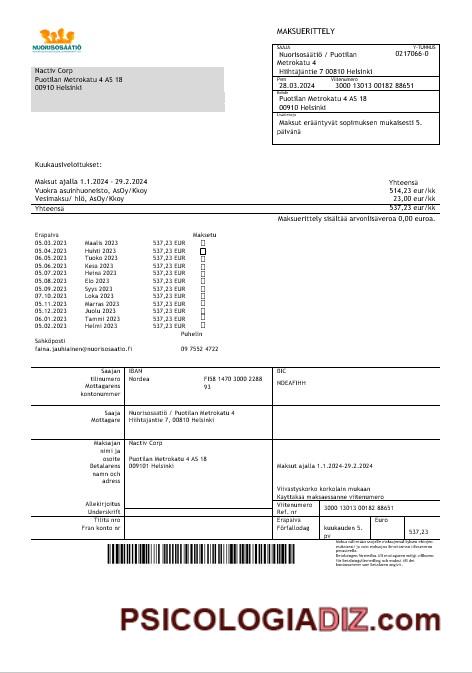 MAKSUERITTELY
NUORISOSÄÄTIÖ
SAAJA Y-TUNNUS
Nuorisosäätiö / Puotilan 0217066-0
Metrokatu 4
Hiihtäjäntie 7 00810 Helsinki
Pvm Viitenumero
28.03.2024 3000 13013 00182 88651
Kohde
Puotilan Metrokatu 4
00910 Helsinki
Lisätietoja
Maksut erääntyvät sopimuksen mukaisesti 5.
päivänä
Nactiv Corp
Puotilan Metrokatu 4 AS 18
00910 Helsinki
Kuukausiveloitukset:
Maksut ajalla 1.1.2024 - 29.2.2024 Yhteensä
Vuokra asuinhuoneisto, AsOy/Kkoy 514,23 eur/kk
Vesimaksu/ hlö, AsOy/Kkoy 23,00 eur/kk
Yhteensä 537,23 eur/kk
Maksuerittely sisältää arvonlisäveroa 0,00 euroa.
Eräpäivä Maksetu
05.03.2023 Maalis 2023 537,23 EUR
05.04.2023 Huhti 2023 537,23 EUR
06.05.2023 Tuoko 2023 537,23 EUR
05.06.2023 Kesa 2023 537,23 EUR
05.07.2023 Heina 2023 537,23 EUR
05.08.2023 Elo 2023 537,23 EUR
05.09.2023 Syys 2023 537,23 EUR
07.10.2023 Loka 2023 537,23 EUR
05.11.2023 Marras 2023 537,23 EUR
05.12.2023 Joulu 2023 537,23 EUR
06.01.2023 Tammi 2023 537,23 EUR
05.02.2023 Helmi 2023 537,23 EUR
Puhelin
Sähköposti
faina.jauhiainen@nuorisosaatio.fi 09 7552 4722
Saajan IBAN BIC
tilinumero Nordea FI58 1470 3000 2288
Mottagarens 93 NDEAFIHH
kontonummer
Saaja Nuorisosäätiö / Puotilan Metrokatu 4
Mottagare Hiihtäjäntie 7, 00810 Helsinki
Maksajan Nactiv Corp
nimi ja
osoite Puotilan Metrokatu 4 AS 18
Betalarens 009101 Helsinki Maksut ajalla 1.1.2024-29.2.2024
namn och
adress
Viivästyskorko korkolain mukaan
Käyttäkää maksaessanne viitenumero
Allekirjoitus Viitenumero 3000 13013 00182 88651
Underskrift Ref. nr
Tililtä nro Eräpäivä Euro
Från konto nr Förfallodag kuukauden 5. 537,23
pv
PSICOLOGIADIZ.com